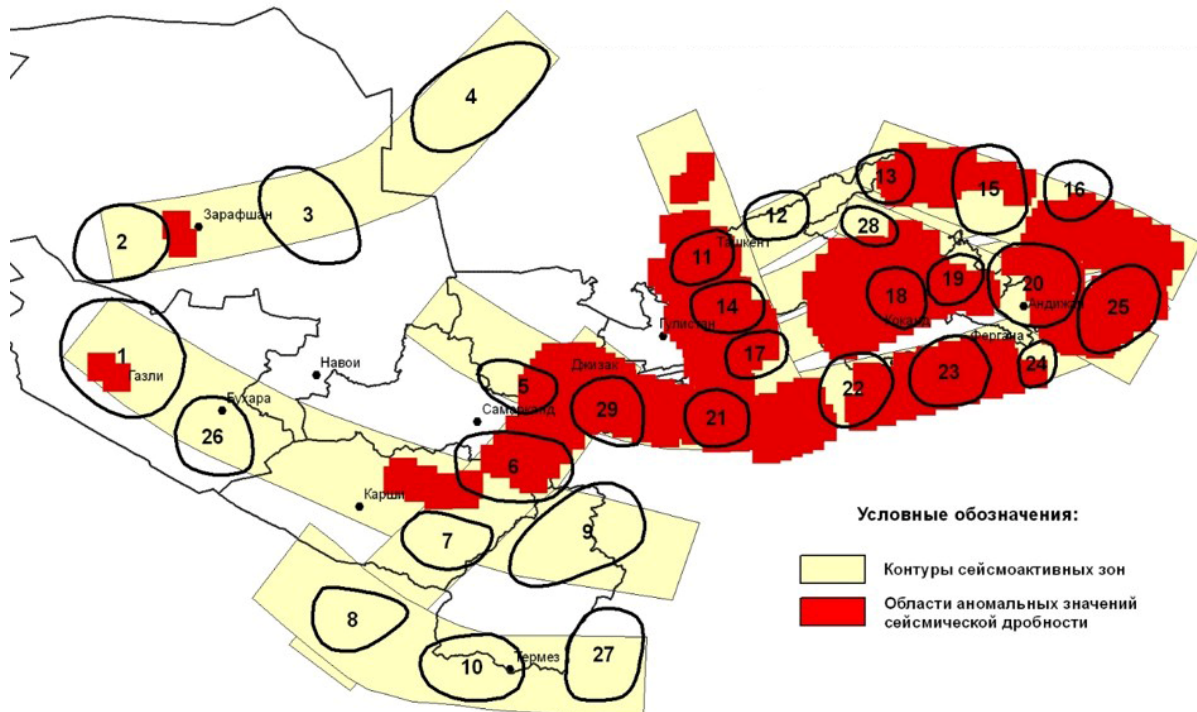 4
3
2
Зарафшан
1
Газли
Навои
Бухара
26
13
15
16
12
28
11
Ташкент
14
18
19
20
25
Коканд
Андижан
Гулистан
17
Фергана
22
23
24
Джизак
5
29
21
Самарканд
6
Карши
7
9
8
10
Термез
27
Условные обозначения:
Контуры сейсмоактивных зон
Области аномальных значений
сейсмической дробности